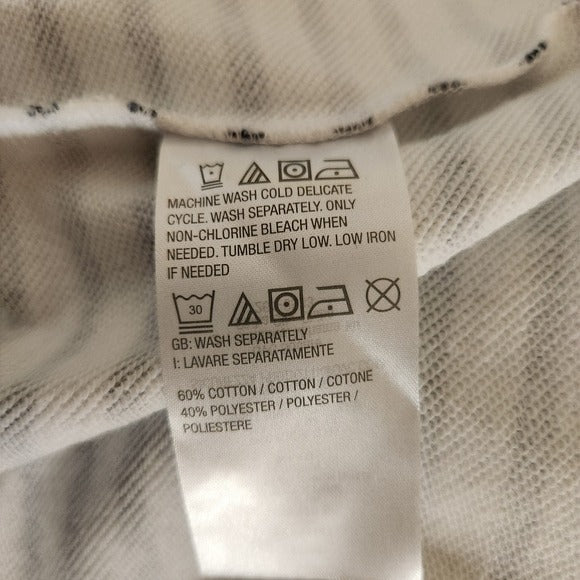 MACHINE WASH COLD DELICATE
CYCLE. WASH SEPARATELY. ONLY
NON-CHLORINE BLEACH WHEN
NEEDED. TUMBLE DRY LOW. LOW IRON
IF NEEDED
30
GB: WASH SEPARATELY
I: LAVARE SEPARATAMENTE
60% COTTON / COTTON / COTONE
40% POLYESTER / POLYESTER /
POLIESTERE